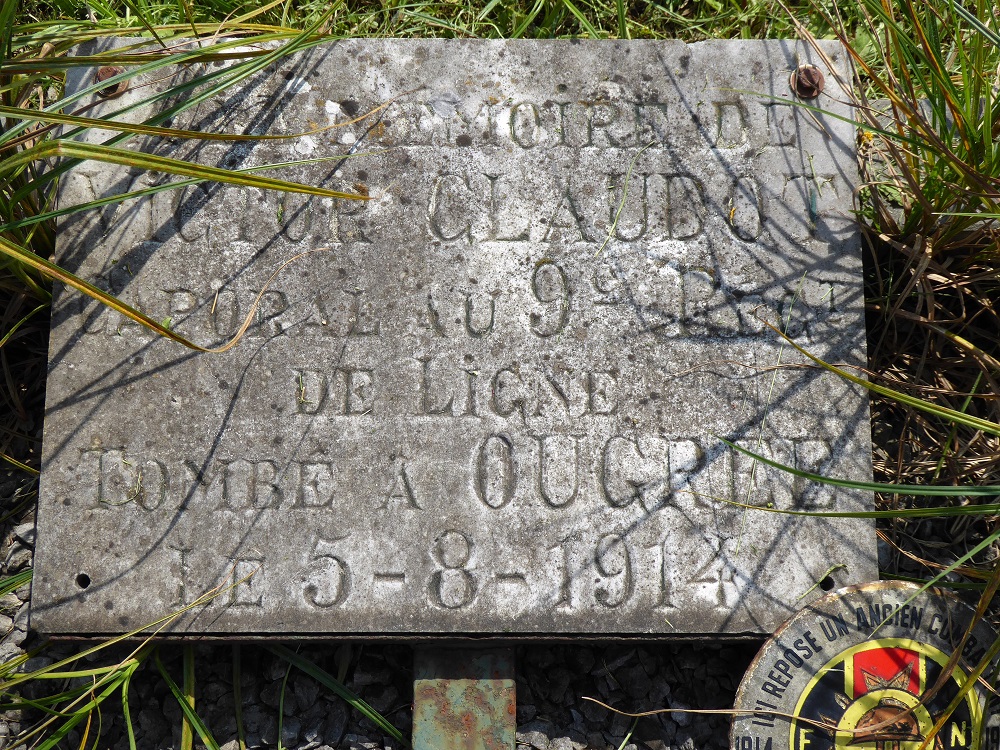 A LA MÉMOIRE DE
VICTOR CLAUDOT
CAPORAL AU 9E REGT
DE LIGNE
TOMBÉ A OUGRÉE
LE 5-8-1914
ICI REPOSE UN ANCIEN
F N
1914